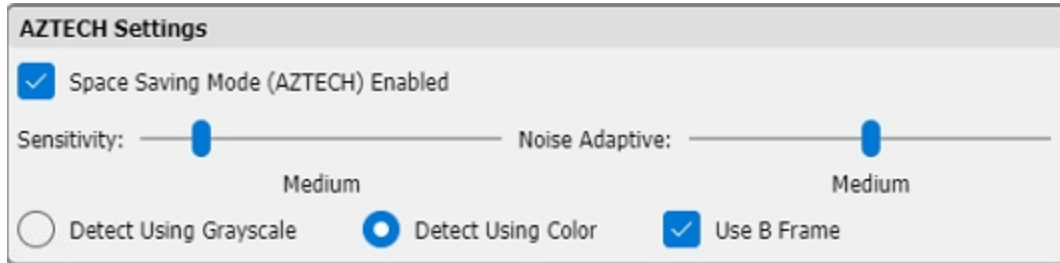 AZTECH Settings
Space Saving Mode (AZTECH) Enabled
Sensitivity: Noise Adaptive:
Medium Medium
Detect Using Grayscale Detect Using Color Use B Frame